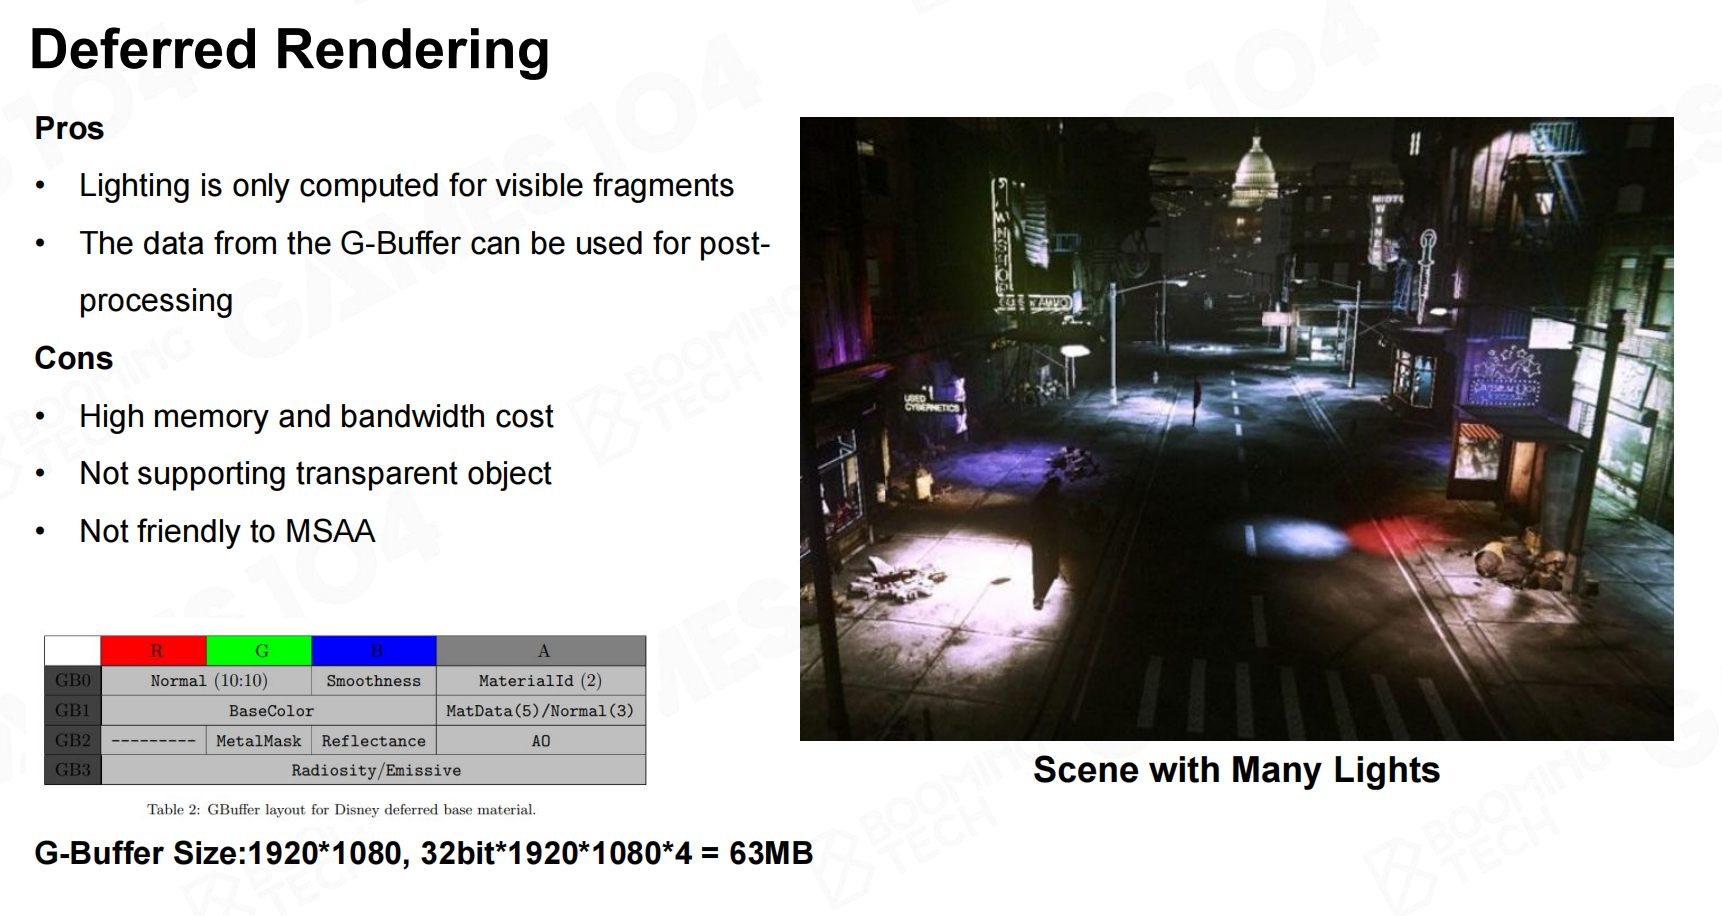 Deferred Rendering
Pros
• Lighting is only computed for visible fragments
• The data from the G-Buffer can be used for post-
processing
Cons
• High memory and bandwidth cost
• Not supporting transparent object
• Not friendly to MSAA
R G B A
GB0 Normal (10:10) Smoothness MaterialId (2)
GB1 BaseColor MatData(5)/Normal(3)
GB2 --------- MetalMask Reflectance AO
GB3 Radiosity/Emissive
Table 2: GBuffer layout for Disney deferred base material.
G-Buffer Size:1920*1080, 32bit*1920*1080*4 = 63MB
USED
CYBERNETICS
Scene with Many Lights
GAMES104
BOOMING
TECH